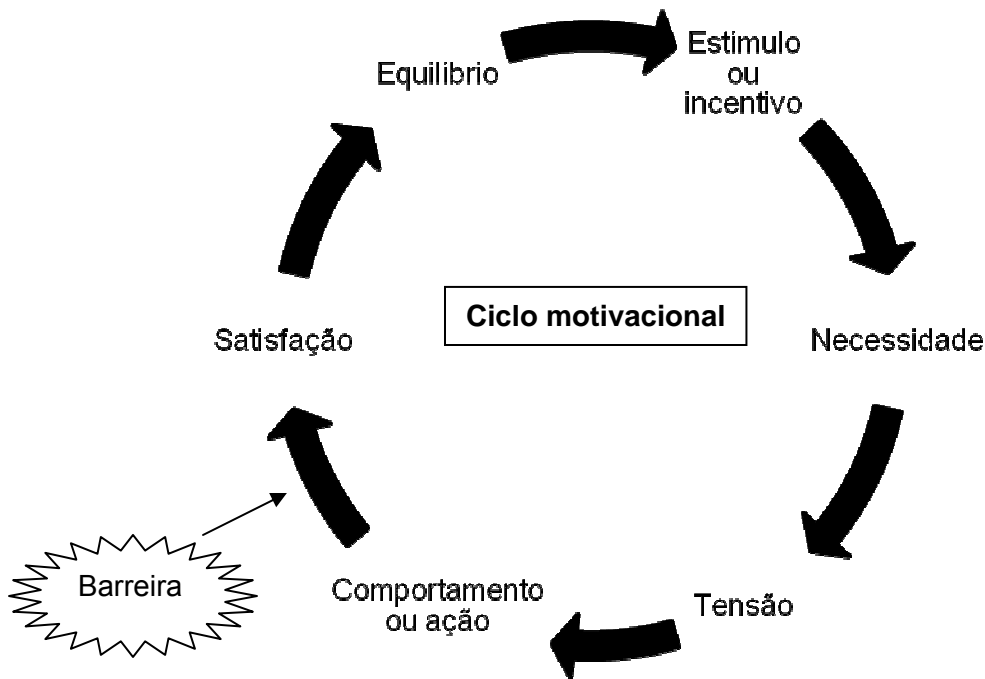 Equilibrio
Estimulo
ou
incentivo
Ciclo motivacional
Satisfação
Necessidade
Barreira
Comportamento
ou ação
Tensão